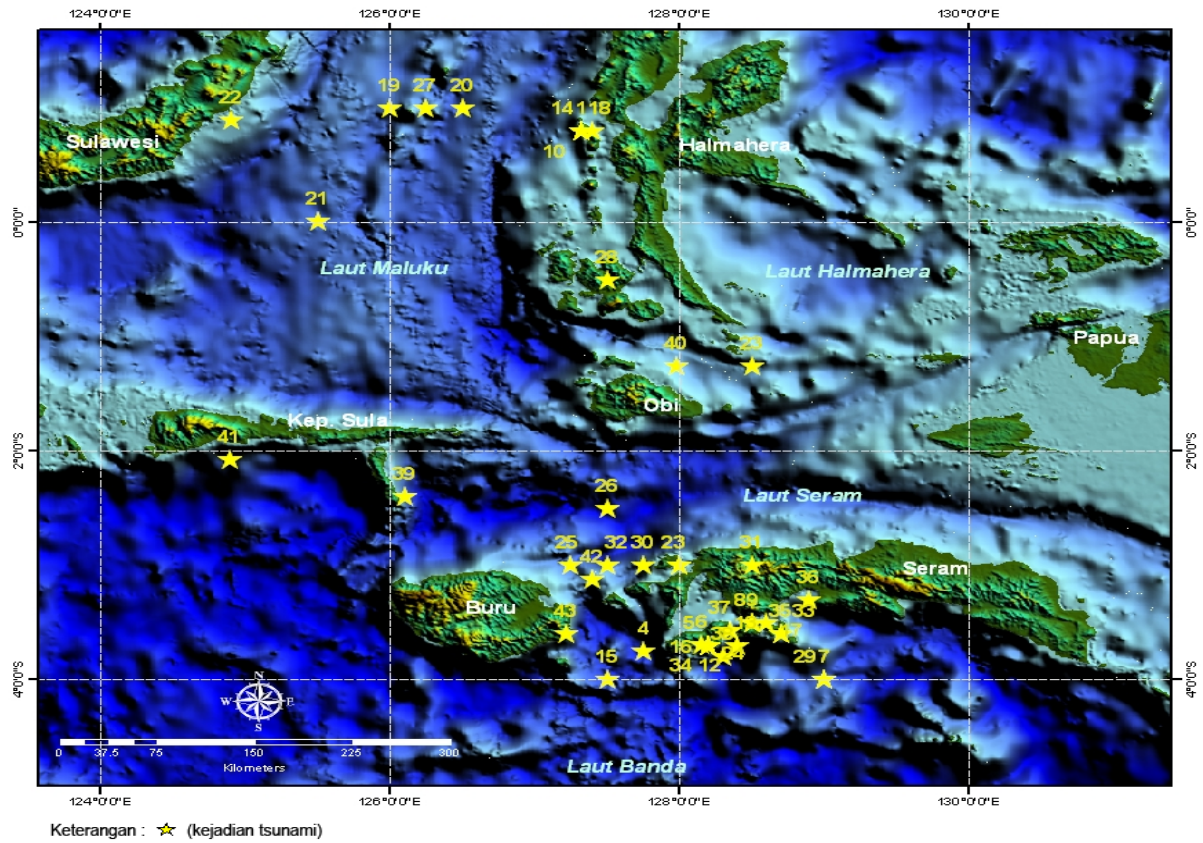 124°0'0"E 126°0'0"E 128°0'0"E 130°0'0"E
19 27 20
22
14 1 18
10
Sulawesi
Halmahera
21
0°0'0" 0°0'0"
Laut Maluku
28
Laut Halmahera
40
Papua
Obi
Kep. Sula
41
2°0'0"S 2°0'0"S
39
26
Laut Seram
25 42 32 30 23 31
Seram
Buru
37 89
43
4
56
15
34 12
29 7
4°0'0"S 4°0'0"S
N
W E
S
0 37.5 75 150 225 300
Kilometers
Laut Banda
124°0'0"E 126°0'0"E 128°0'0"E 130°0'0"E
Keterangan : (kejadian tsunami)